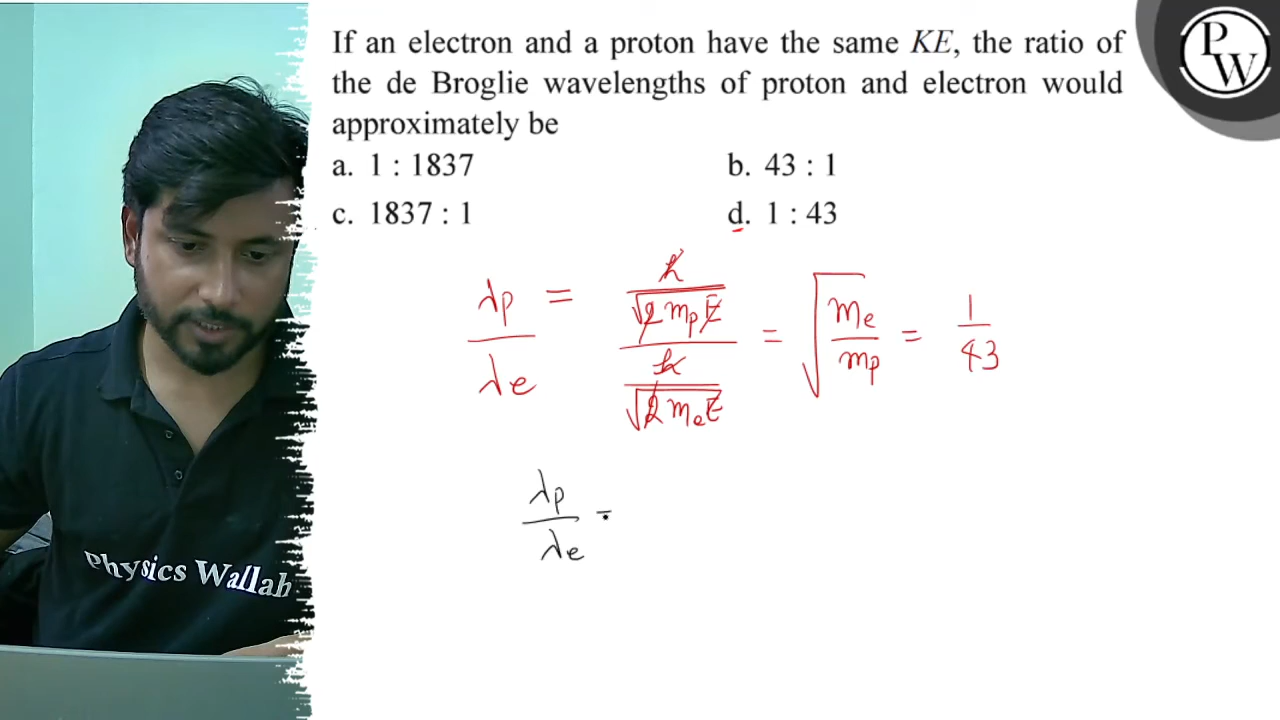 If an electron and a proton have the same KE, the ratio of
the de Broglie wavelengths of proton and electron would
approximately be
a. 1 : 1837 b. 43 : 1
c. 1837 : 1 d. 1 : 43
λp/λe = (h/√(2mpE))/(h/√(2meE)) = √(me/mp) = 1/43
λp/λe =
Physics Wallah
PW